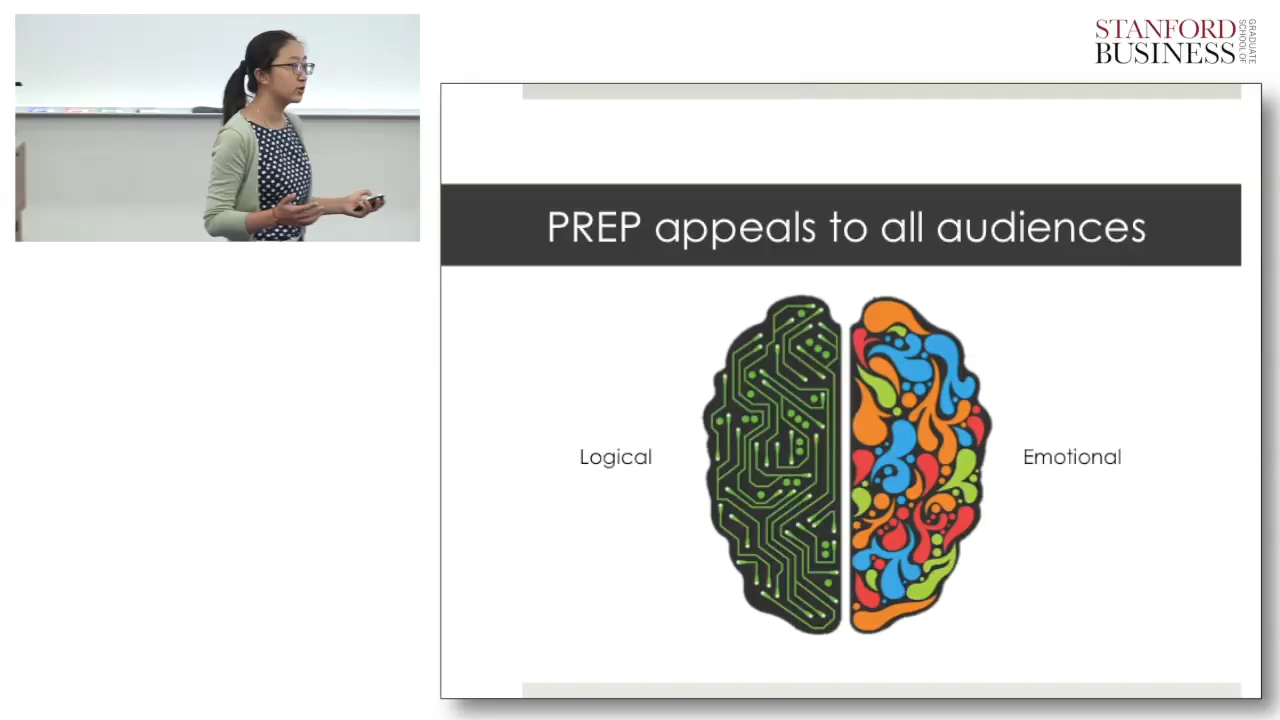 STANFORD
BUSINESS
GRADUATE
SCHOOL OF
PREP appeals to all audiences
Logical
Emotional